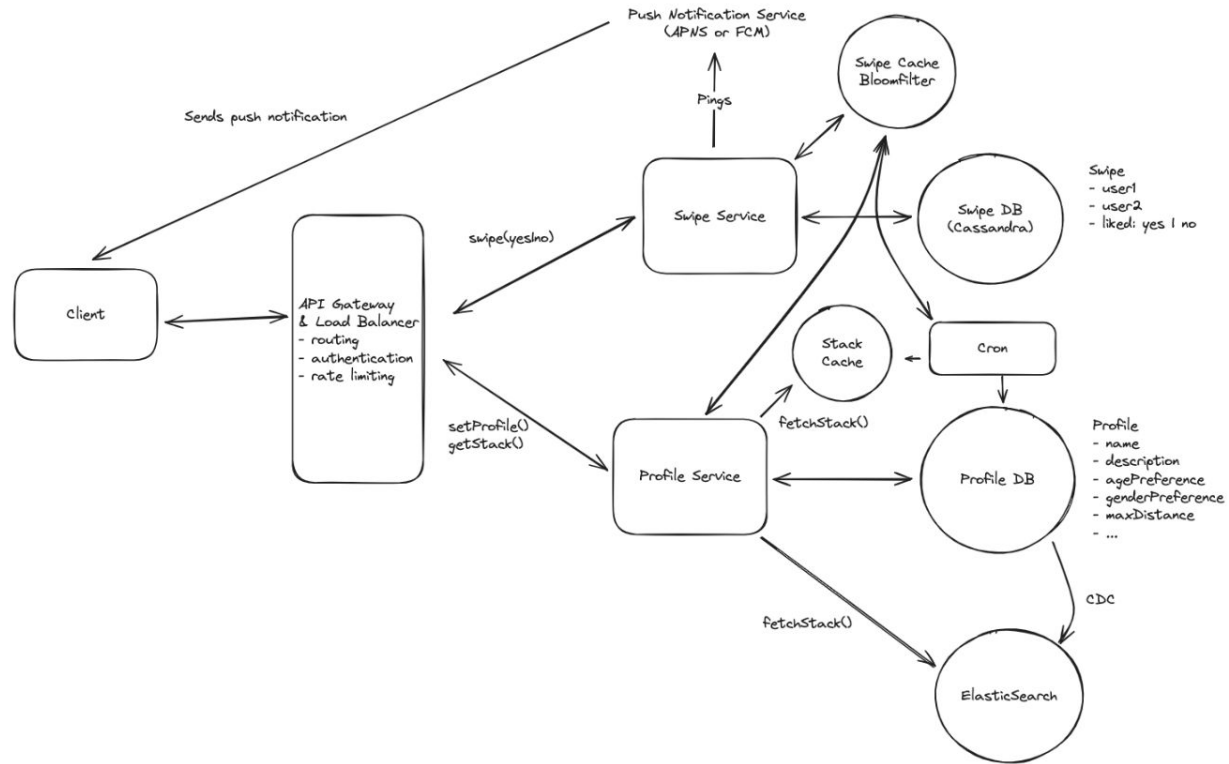 Push Notification Service
(APNS or FCM)
Swipe Cache
Bloomfilter
Pings
Sends push notification
Swipe Service
Swipe DB
(Cassandra)
Swipe
- user1
- user2
- liked: yes | no
swipe(yes|no)
Client
API Gateway
& Load Balancer
- routing
- authentication
- rate limiting
Stack
Cache
Cron
setProfile()
getStack()
fetchStack()
Profile Service
Profile DB
Profile
- name
- description
- agePreference
- genderPreference
- maxDistance
- ...
CDC
fetchStack()
ElasticSearch